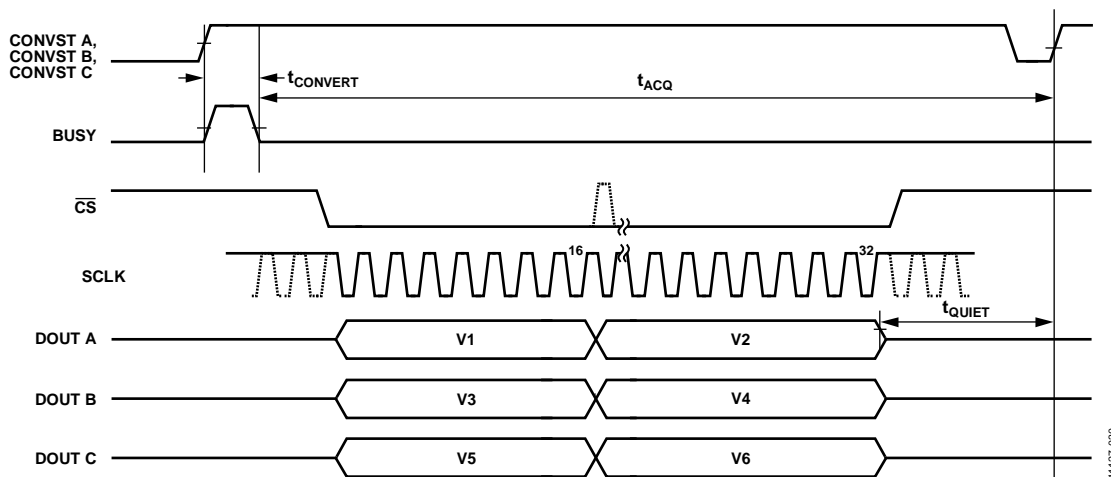 CONVST A,
CONVST B,
CONVST C
tCONVERT
tACQ
BUSY
CS
16
32
SCLK
tQUIET
DOUT A
V1
V2
DOUT B
V3
V4
DOUT C
V5
V6